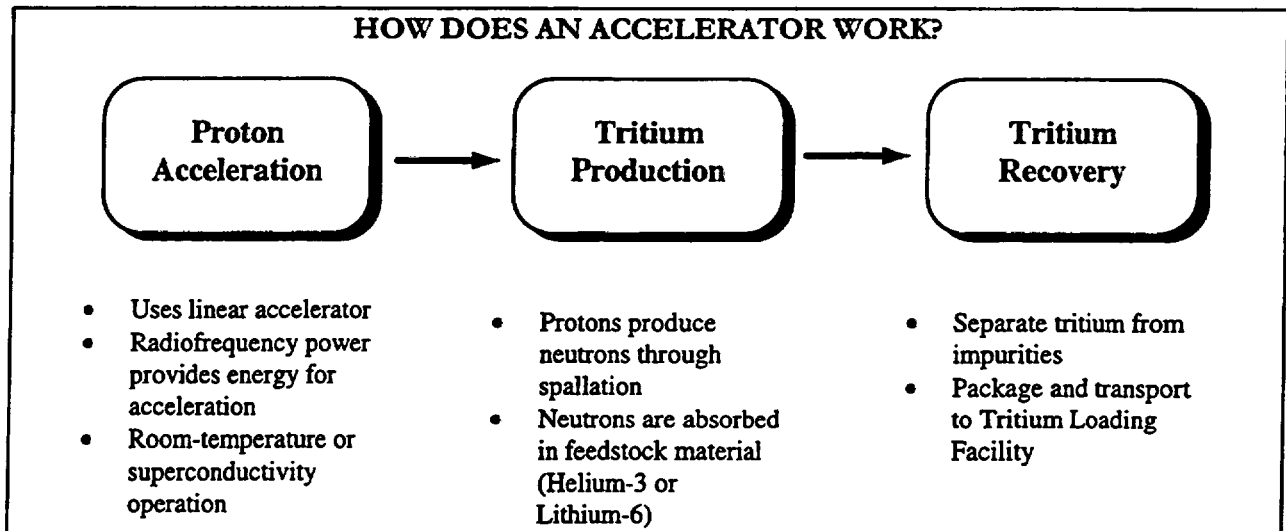 HOW DOES AN ACCELERATOR WORK?
Proton
Acceleration
Tritium
Production
Tritium
Recovery
• Uses linear accelerator
• Radiofrequency power
provides energy for
acceleration
• Room-temperature or
superconductivity
operation
• Protons produce
neutrons through
spallation
• Neutrons are absorbed
in feedstock material
(Helium-3 or
Lithium-6)
• Separate tritium from
impurities
• Package and transport
to Tritium Loading
Facility